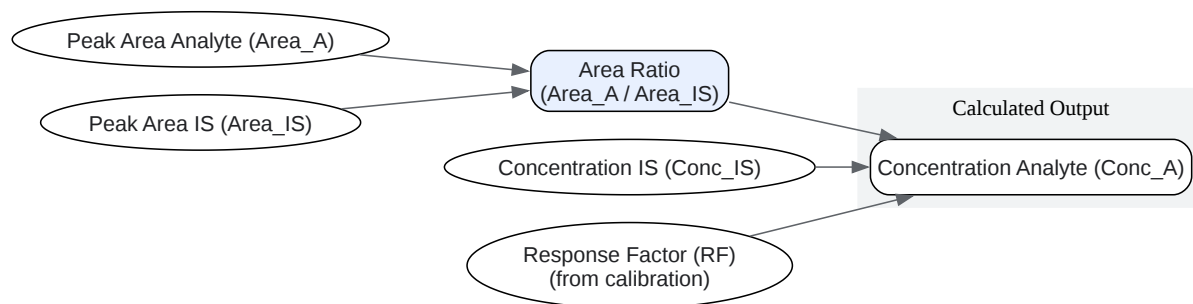 Peak Area Analyte (Area_A)
Peak Area IS (Area_IS)
Area Ratio
(Area_A / Area_IS)
Concentration IS (Conc_IS)
Response Factor (RF)
(from calibration)
Calculated Output
Concentration Analyte (Conc_A)